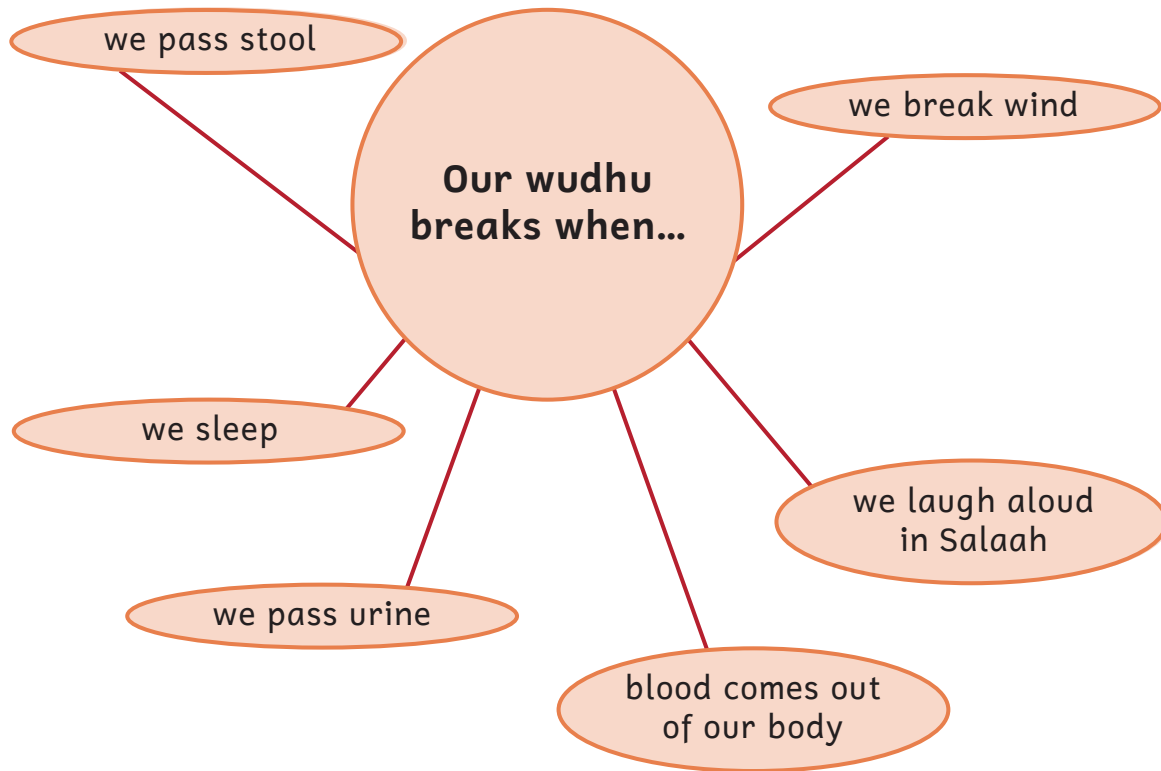 we pass stool
Our wudhu
breaks when...
we break wind
we sleep
we laugh aloud
in Salaah
we pass urine
blood comes out
of our body